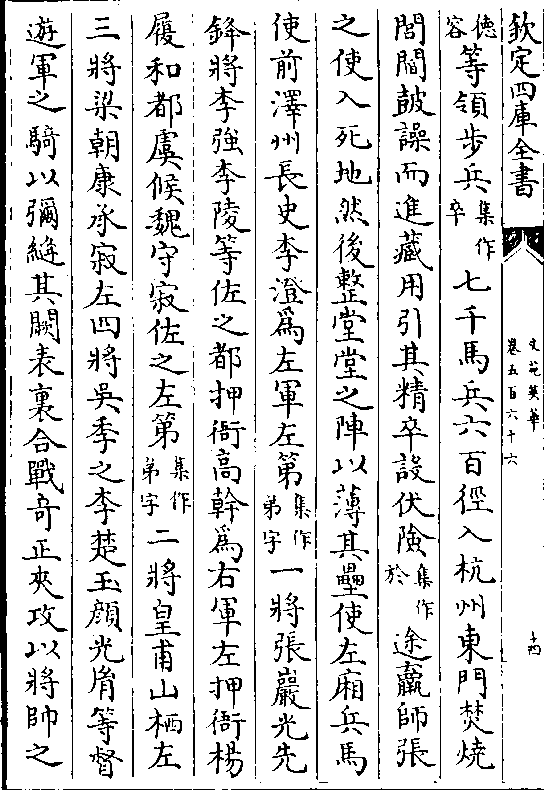 欽定四庫全書
文苑英華
卷五百六十六
十四
德容等領步兵集作卒七千馬兵六百徑入杭州東門焚燒
閭閻鼓譟而進藏用引其精卒設伏險集作於途羸師張
之使入死地然後整堂堂之陣以薄其壘使左廂兵馬
使前澤州長史李澄為左軍左第集作弟字一將張巖光先
鋒將李強李陵等佐之都押衙高幹為右軍左押衙楊
履和都虞候魏守寂佐之左第集作弟字二將皇甫山栖左
三將梁朝康承寂左四將吳季之李楚玉顏光胤等督
遊軍之騎以彌縫其闕表裏合戰奇正夾攻以將帥之